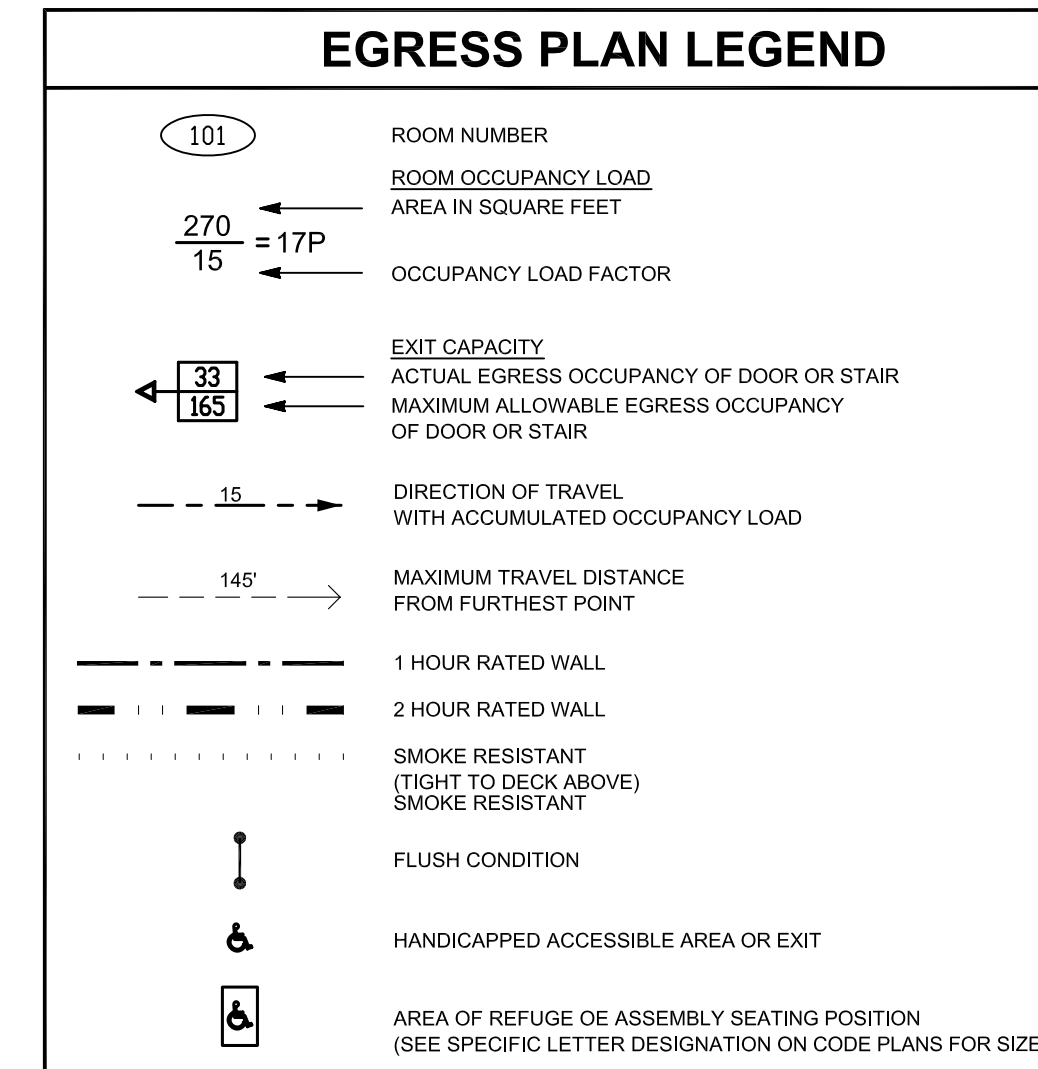 EGRESS PLAN LEGEND
101
ROOM NUMBER
ROOM OCCUPANCY LOAD
AREA IN SQUARE FEET
270
15
= 17P
OCCUPANCY LOAD FACTOR
EXIT CAPACITY
33
ACTUAL EGRESS OCCUPANCY OF DOOR OR STAIR
165
MAXIMUM ALLOWABLE EGRESS OCCUPANCY
OF DOOR OR STAIR
15
DIRECTION OF TRAVEL
WITH ACCUMULATED OCCUPANCY LOAD
145'
MAXIMUM TRAVEL DISTANCE
FROM FURTHEST POINT
1 HOUR RATED WALL
2 HOUR RATED WALL
SMOKE RESISTANT
(TIGHT TO DECK ABOVE)
SMOKE RESISTANT
FLUSH CONDITION
HANDICAPPED ACCESSIBLE AREA OR EXIT
AREA OF REFUGE OE ASSEMBLY SEATING POSITION
(SEE SPECIFIC LETTER DESIGNATION ON CODE PLANS FOR SIZE